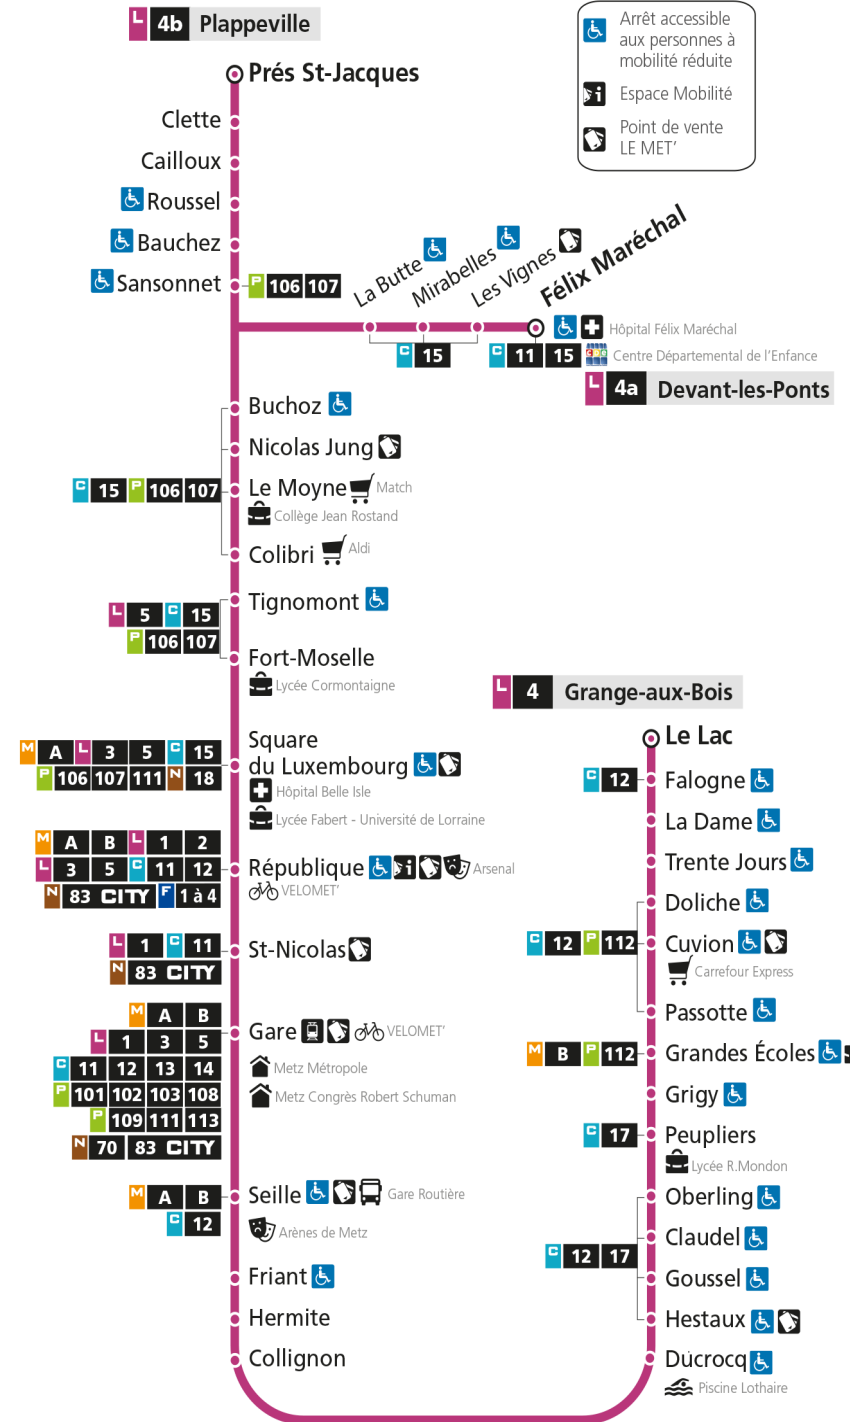 L 4b Plappeville
Arrêt accessible
aux personnes à
mobilité réduite
Espace Mobilité
Point de vente
LE MET'
Prés St-Jacques
Clette
Cailloux
Roussel
Bauchez
Sansonnet
P 106 107
La Butte
Mirabelles
Les Vignes
Félix Maréchal
Hôpital Félix Maréchal
C 15
C 11 15
Centre Départemental de l'Enfance
L 4a Devant-les-Ponts
Buchoz
Nicolas Jung
C 15 P 106 107
Le Moyne
Match
Collège Jean Rostand
Colibri
Aldi
Tignomont
L 5 C 15
P 106 107
Fort-Moselle
Lycée Cormontaigne
Square
du Luxembourg
M A L 3 5 C 15
P 106 107 111 N 18
Hôpital Belle Isle
Lycée Fabert - Université de Lorraine
M A B L 1 2
L 3 5 C 11 12
N 83 CITY F 1 à 4
République
Arsenal
VELOMET'
L 1 C 11
N 83 CITY
St-Nicolas
M A B
L 1 3 5
C 11 12 13 14
P 101 102 103 108
P 109 111 113
N 70 83 CITY
Gare
VELOMET'
Metz Métropole
Metz Congrès Robert Schuman
M A B
C 12
Seille
Gare Routière
Arènes de Metz
Friant
Hermite
Collignon
L 4 Grange-aux-Bois
Le Lac
C 12
Falogne
La Dame
Trente Jours
Doliche
C 12 P 112
Cuvion
Carrefour Express
Passotte
M B P 112
Grandes Écoles
Grigy
C 17
Peupliers
Lycée R.Mondon
Oberling
Claudel
C 12 17
Goussel
Hestaux
Ducrocq
Piscine Lothaire